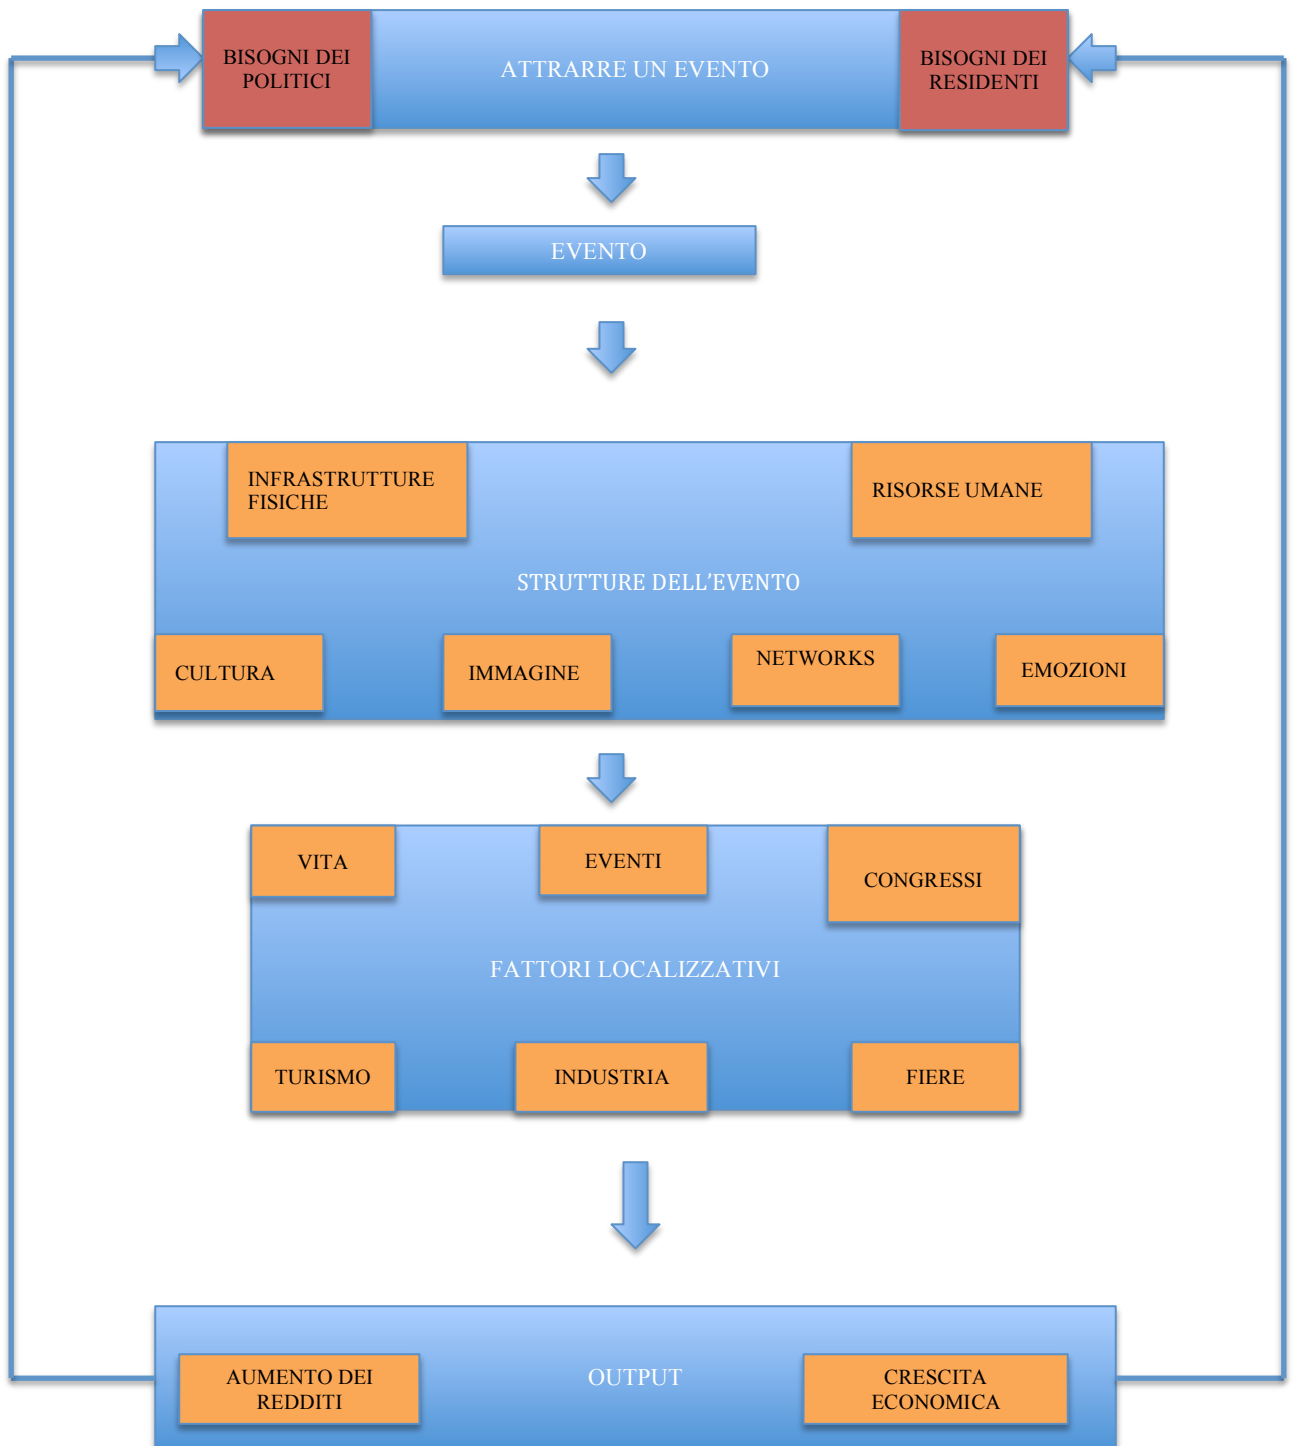 BISOGNI DEI
POLITICI
ATTRARRE UN EVENTO
BISOGNI DEI
RESIDENTI
EVENTO
INFRASTRUTTURE
FISICHE
RISORSE UMANE
STRUTTURE DELL'EVENTO
CULTURA
IMMAGINE
NETWORKS
EMOZIONI
VITA
EVENTI
CONGRESSI
FATTORI LOCALIZZATIVI
TURISMO
INDUSTRIA
FIERE
AUMENTO DEI
REDDITI
OUTPUT
CRESCITA
ECONOMICA